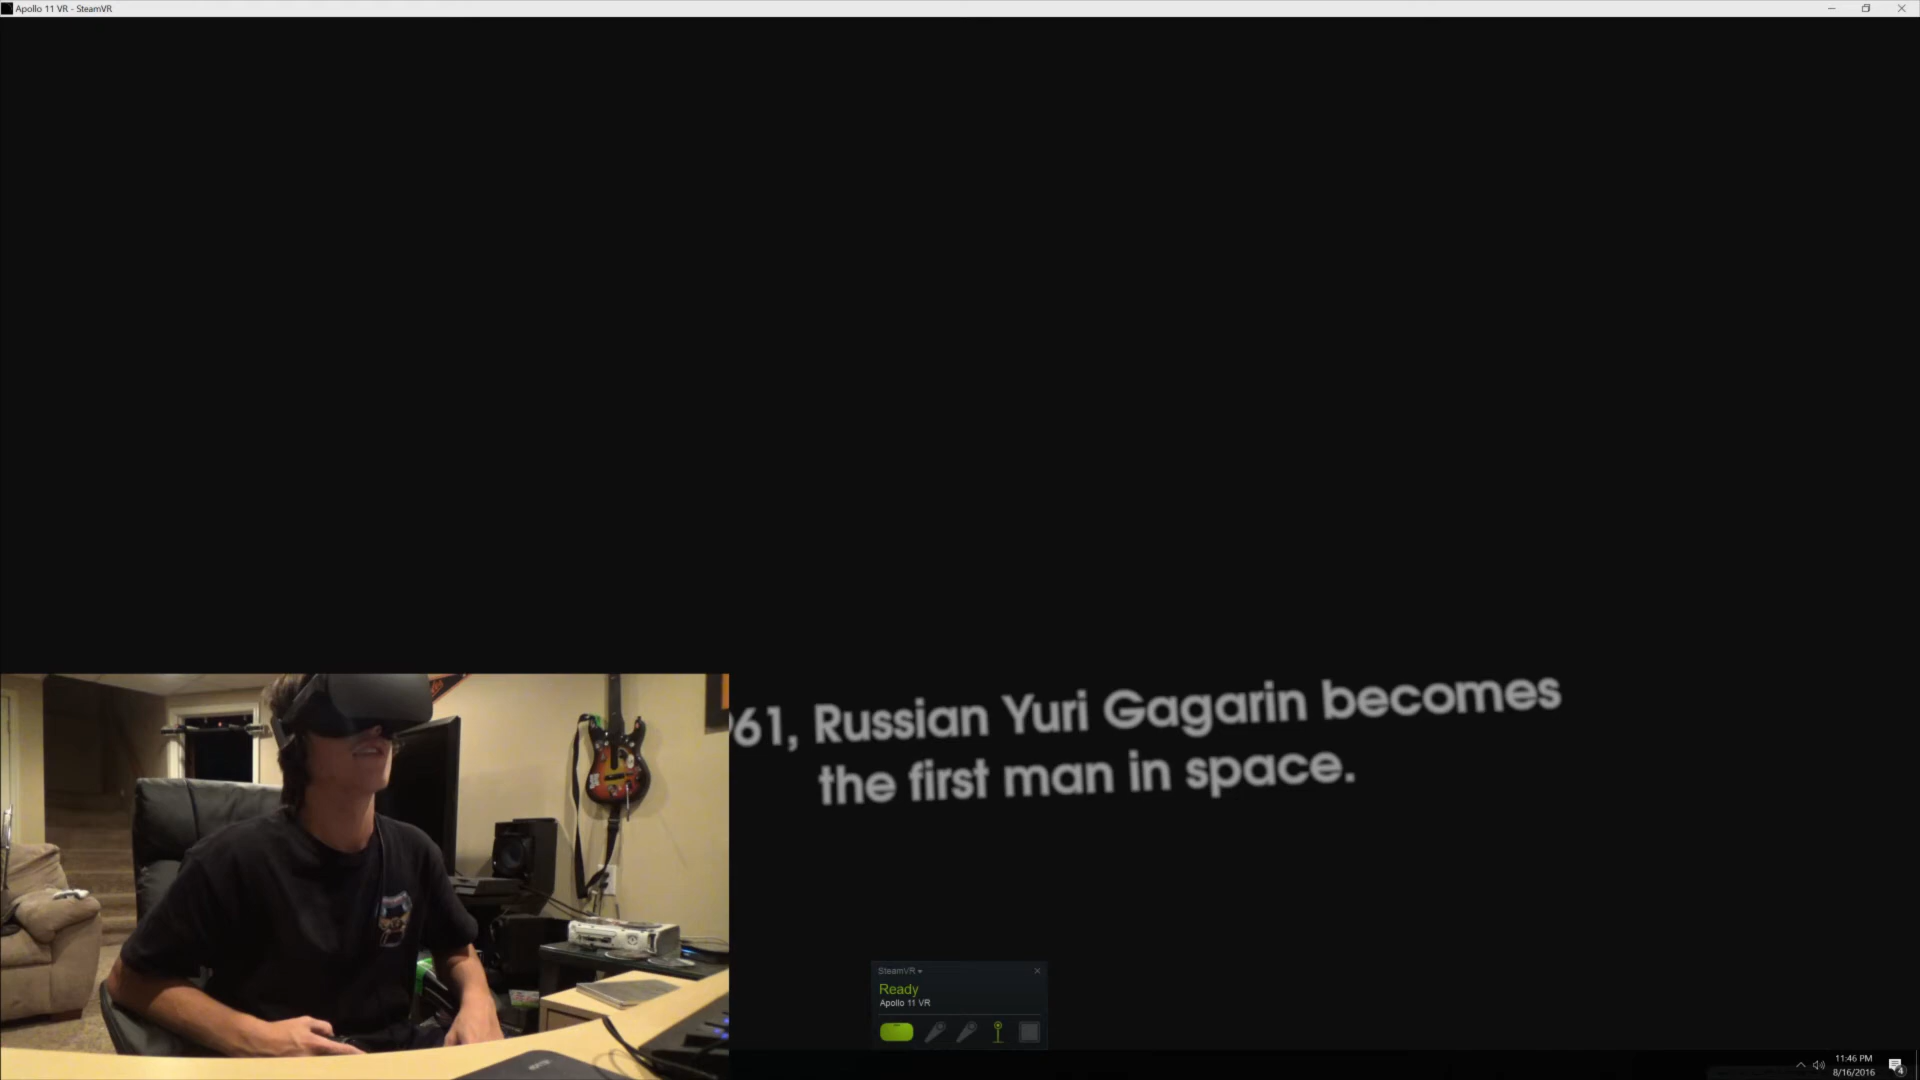 Apollo 11 VR - SteamVR
61, Russian Yuri Gagarin becomes
the first man in space.
SteamVR
Ready
Apollo 11 VR
11:46 PM
8/16/2016
4